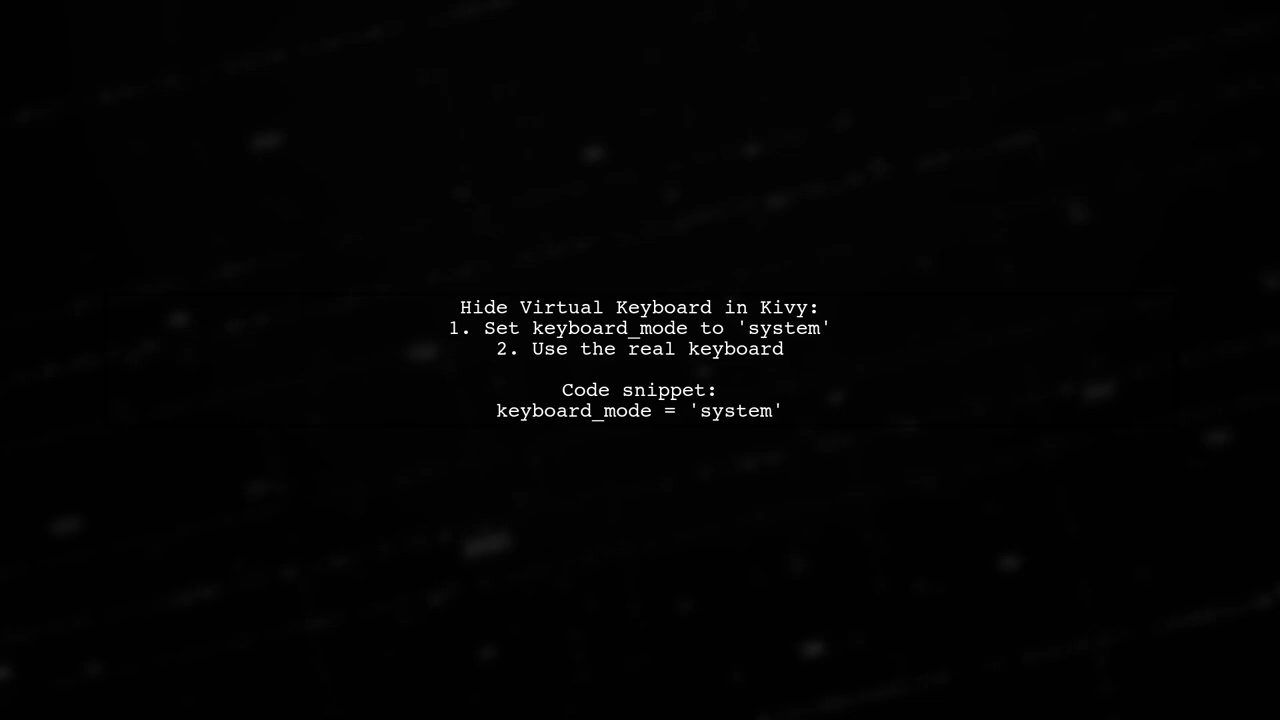 Hide Virtual Keyboard in Kivy:
1. Set keyboard_mode to 'system'
2. Use the real keyboard
Code snippet:
keyboard_mode = 'system'